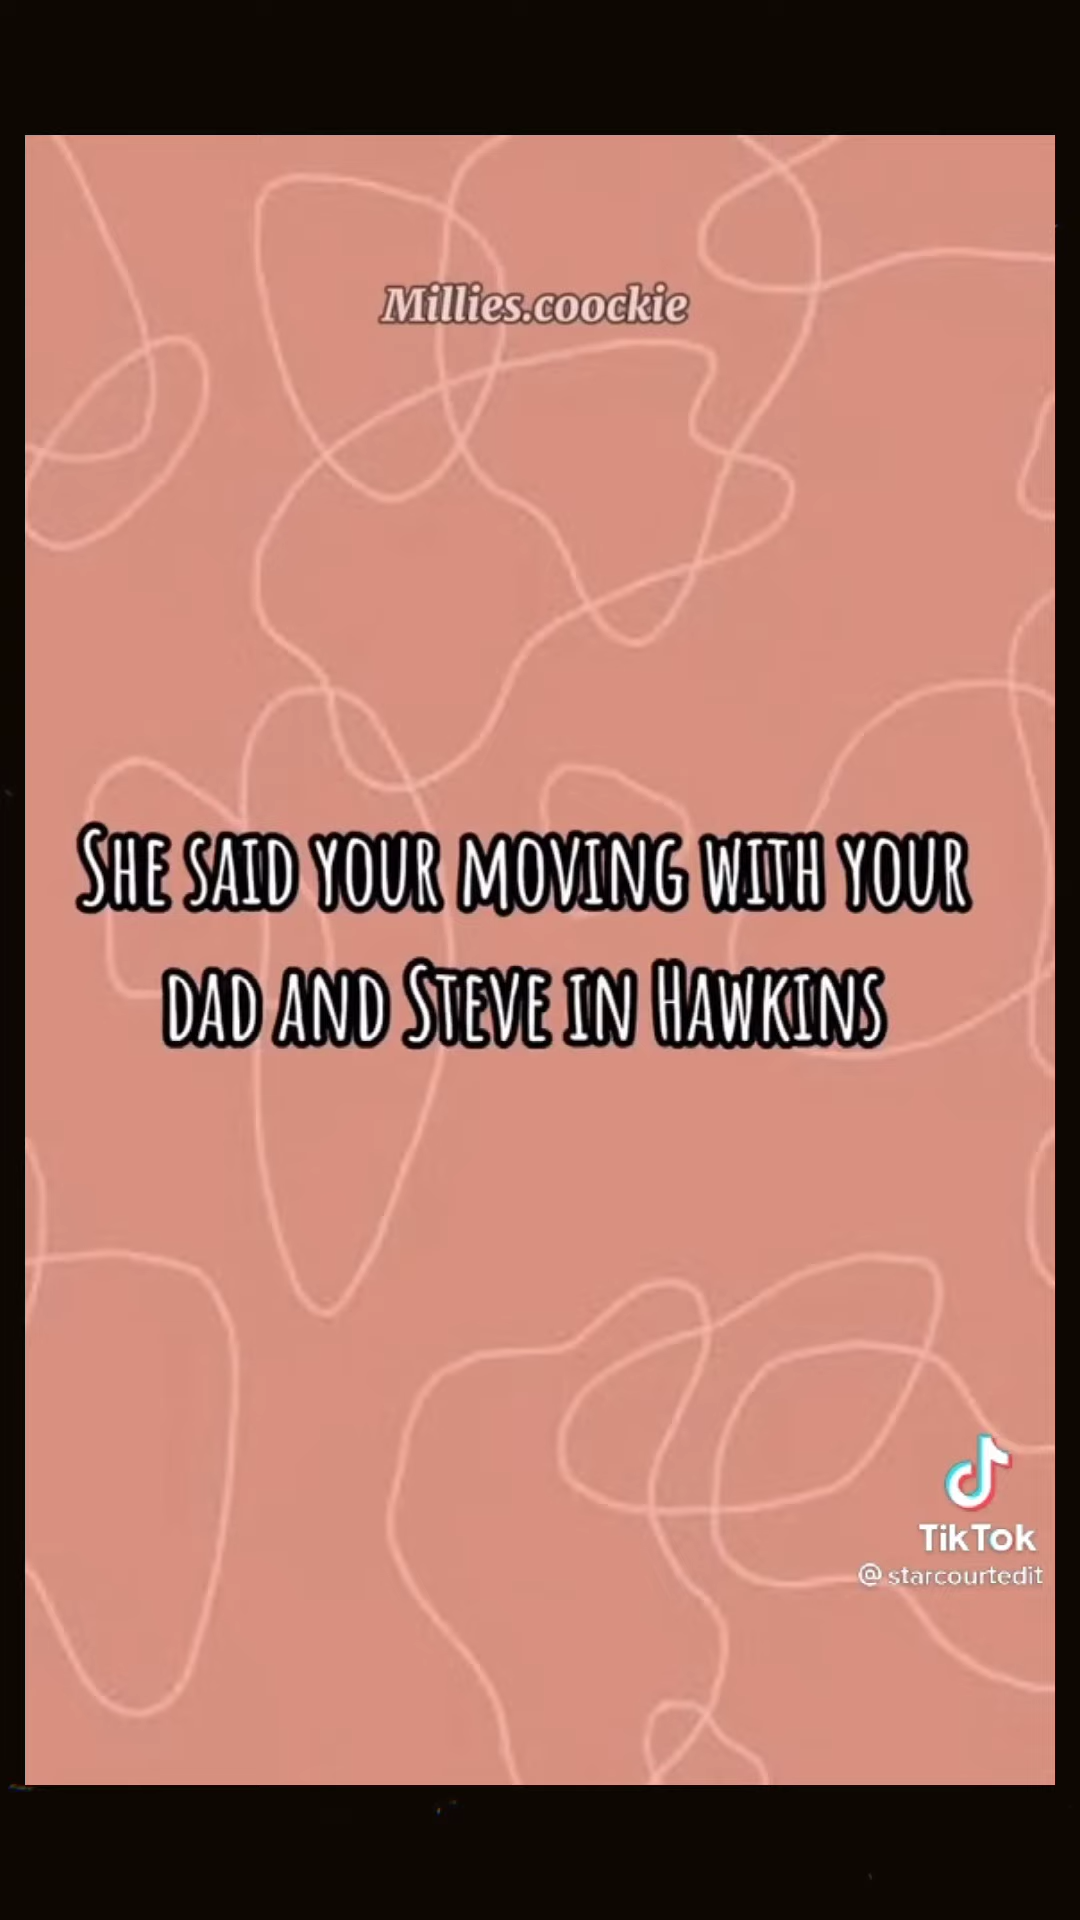 Millies.coockie
She said your moving with your
dad and Steve in Hawkins
TikTok
@starcourtedit